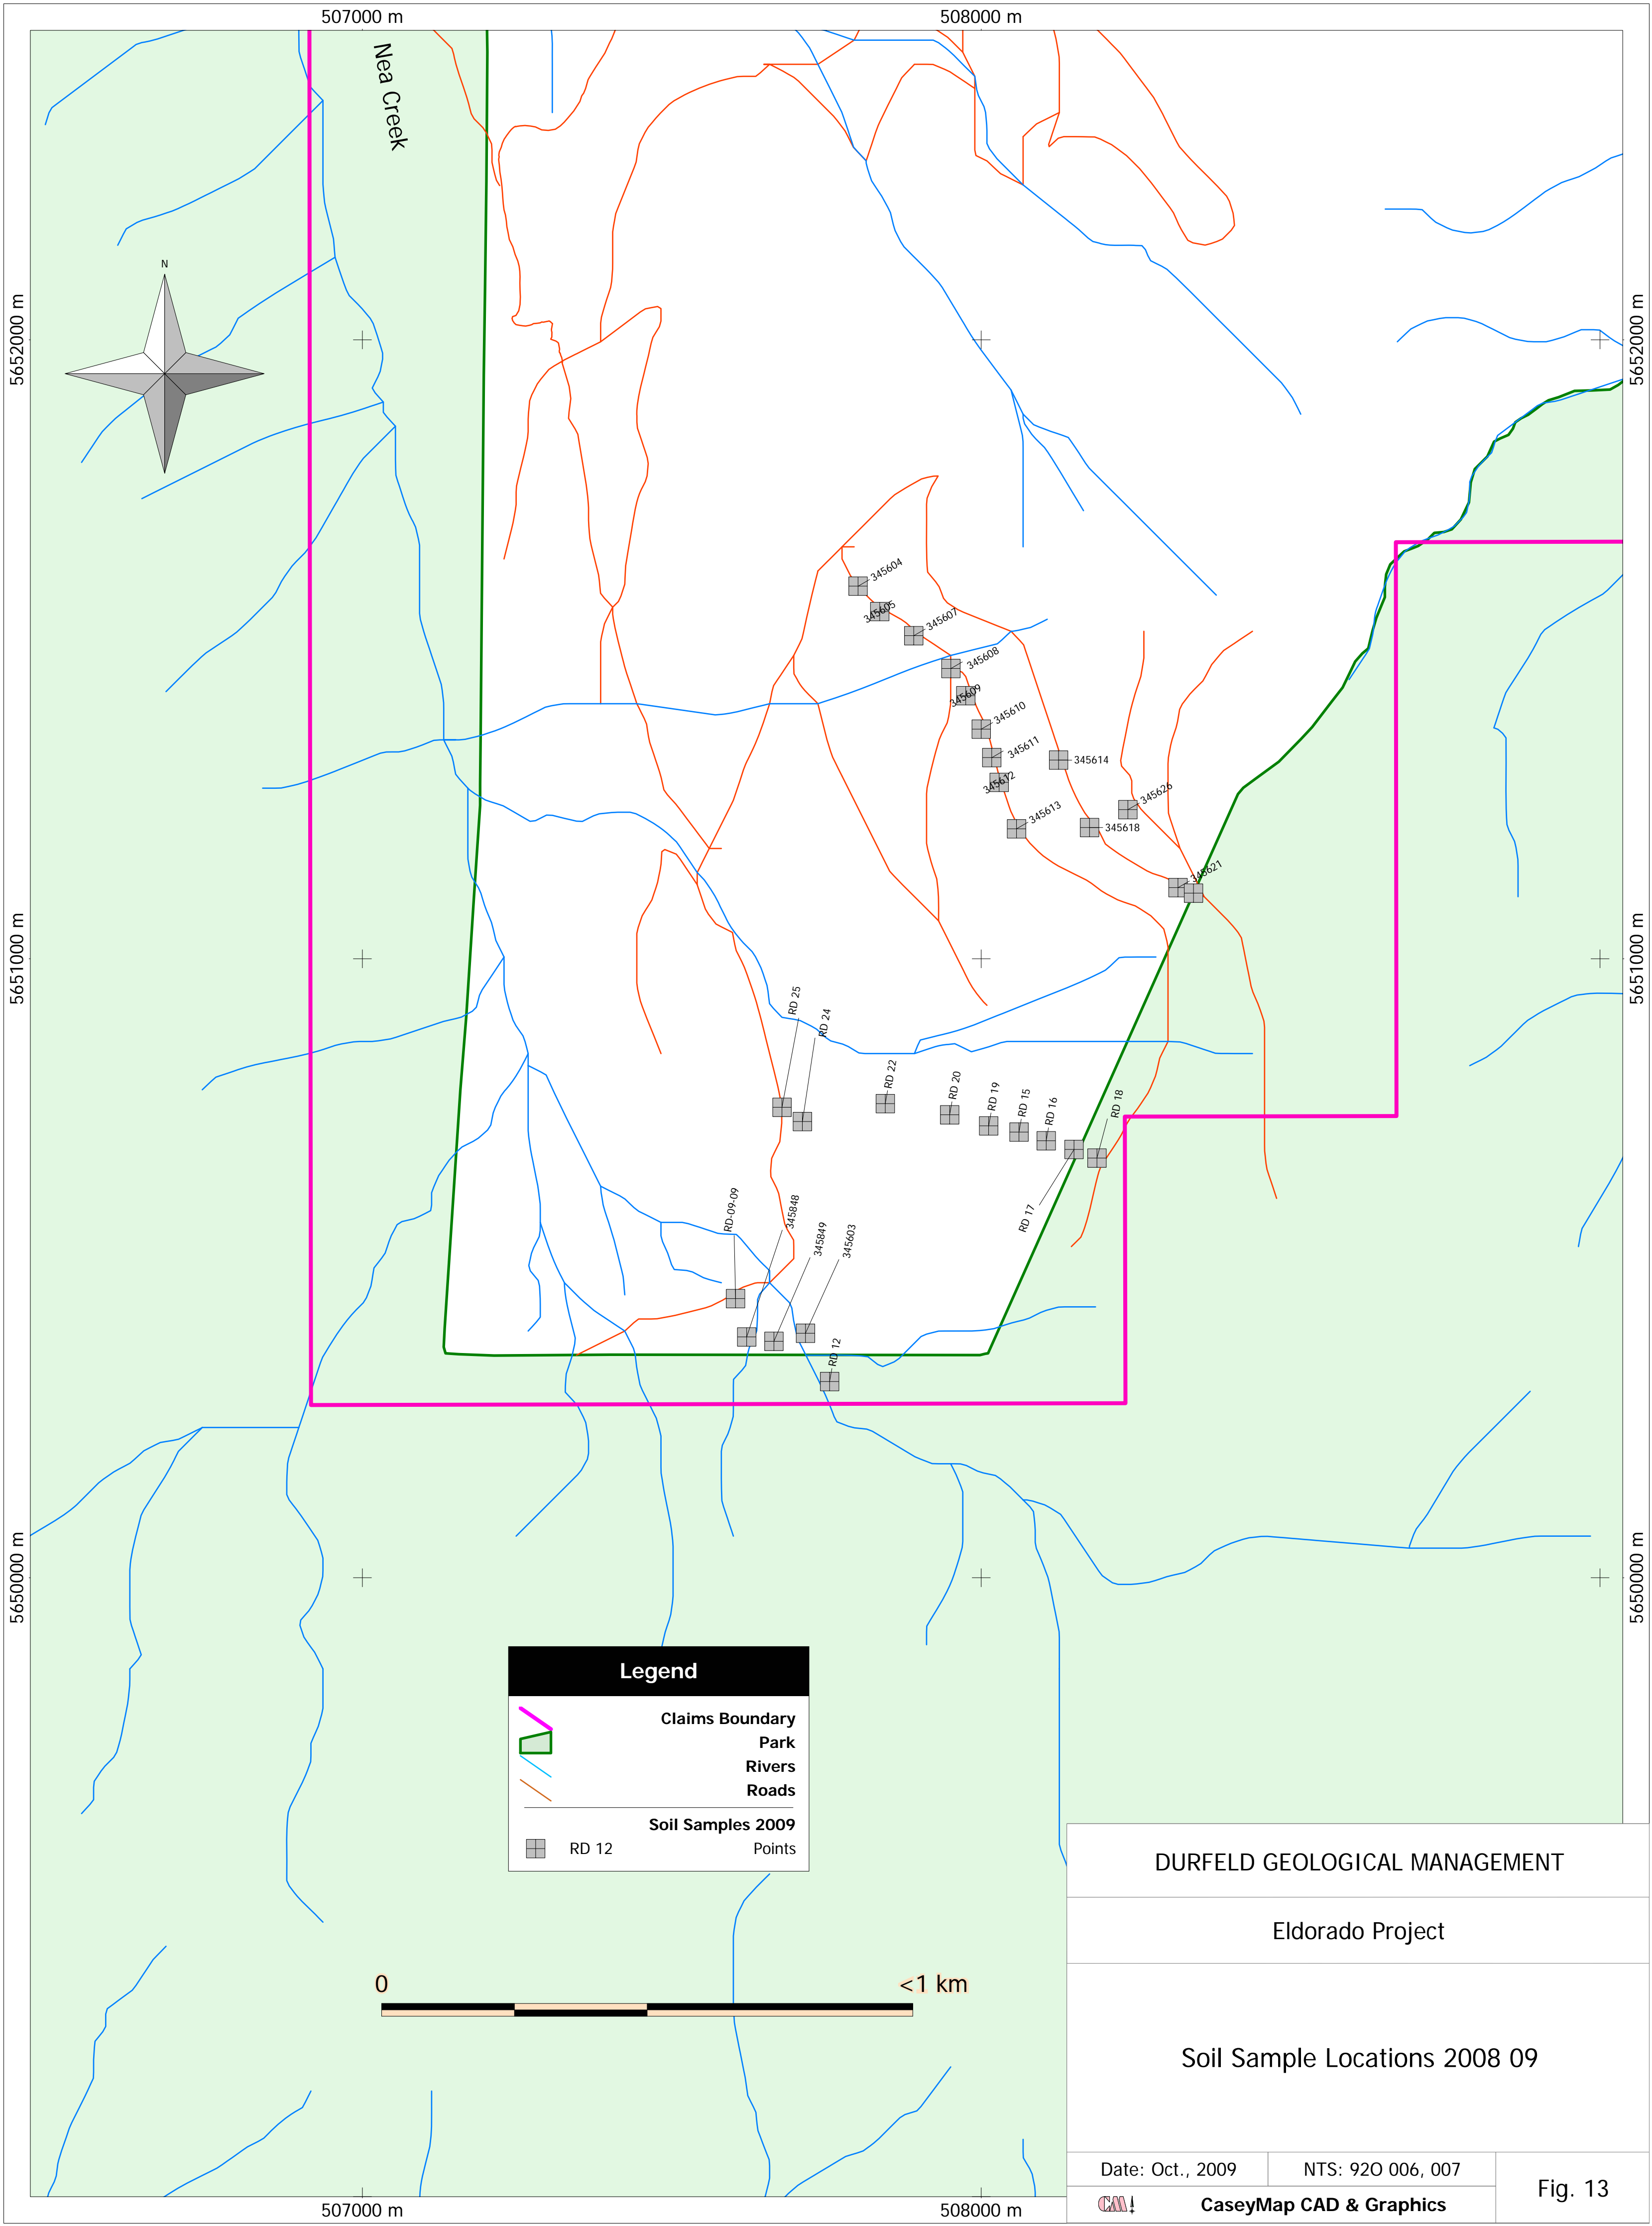 507000 m
508000 m
Nea Creek
N
5652000 m
5652000 m
345604
345605
345607
345608
345609
345610
345611
345614
345612
345626
345613
345618
345621
5651000 m
5651000 m
RD 25
RD 24
RD 22
RD 20
RD 19
RD 15
RD 16
RD 18
RD 17
RD-09-09
345848
345849
345603
RD 12
5650000 m
5650000 m
Legend
Claims Boundary
Park
Rivers
Roads
Soil Samples 2009
RD 12 Points
DURFELD GEOLOGICAL MANAGEMENT
Eldorado Project
0 <1 km
Soil Sample Locations 2008 09
Date: Oct., 2009
NTS: 92O 006, 007
Fig. 13
CM
CaseyMap CAD & Graphics
507000 m
508000 m